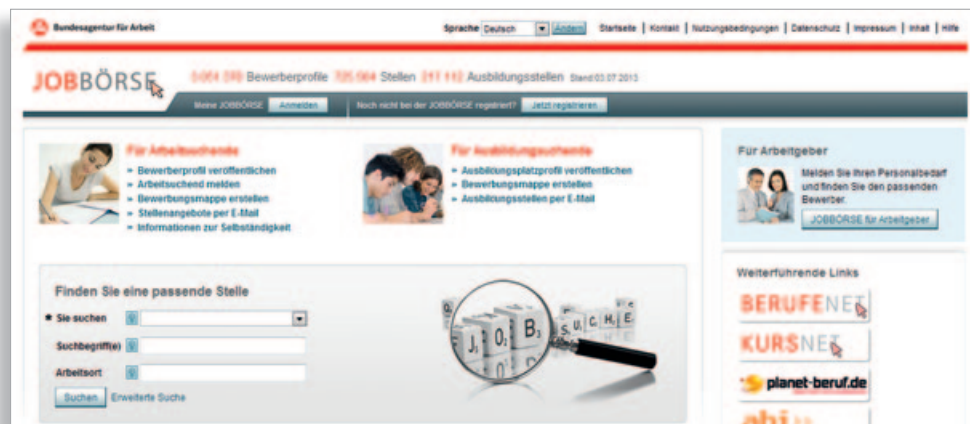 Bundesagentur für Arbeit
Sprache Deutsch Ändern Startseite | Kontakt | Nutzungsbedingungen | Datenschutz | Impressum | Inhalt | Hilfe
JOBBÖRSE
Bewerberprofile Stellen Ausbildungsstellen Stand 03.07.2013
Meine JOBBÖRSE Anmelden Noch nicht bei der JOBBÖRSE registriert? Jetzt registrieren
Für Arbeitsuchende
» Bewerberprofil veröffentlichen
» Arbeitsuchend melden
» Bewerbungsmappe erstellen
» Stellenangebote per E-Mail
» Informationen zur Selbständigkeit
Für Ausbildungsuchende
» Ausbildungsplatzprofil veröffentlichen
» Bewerbungsmappe erstellen
» Ausbildungsstellen per E-Mail
Für Arbeitgeber
Melden Sie Ihren Personalbedarf
und finden Sie den passenden
Bewerber.
JOBBÖRSE für Arbeitgeber
Finden Sie eine passende Stelle
* Sie suchen
Suchbegriff(e)
Arbeitsort
Suchen Erweiterte Suche
JOB SUCHE
Weiterführende Links
BERUFENET
KURSNET
planet-beruf.de
abi